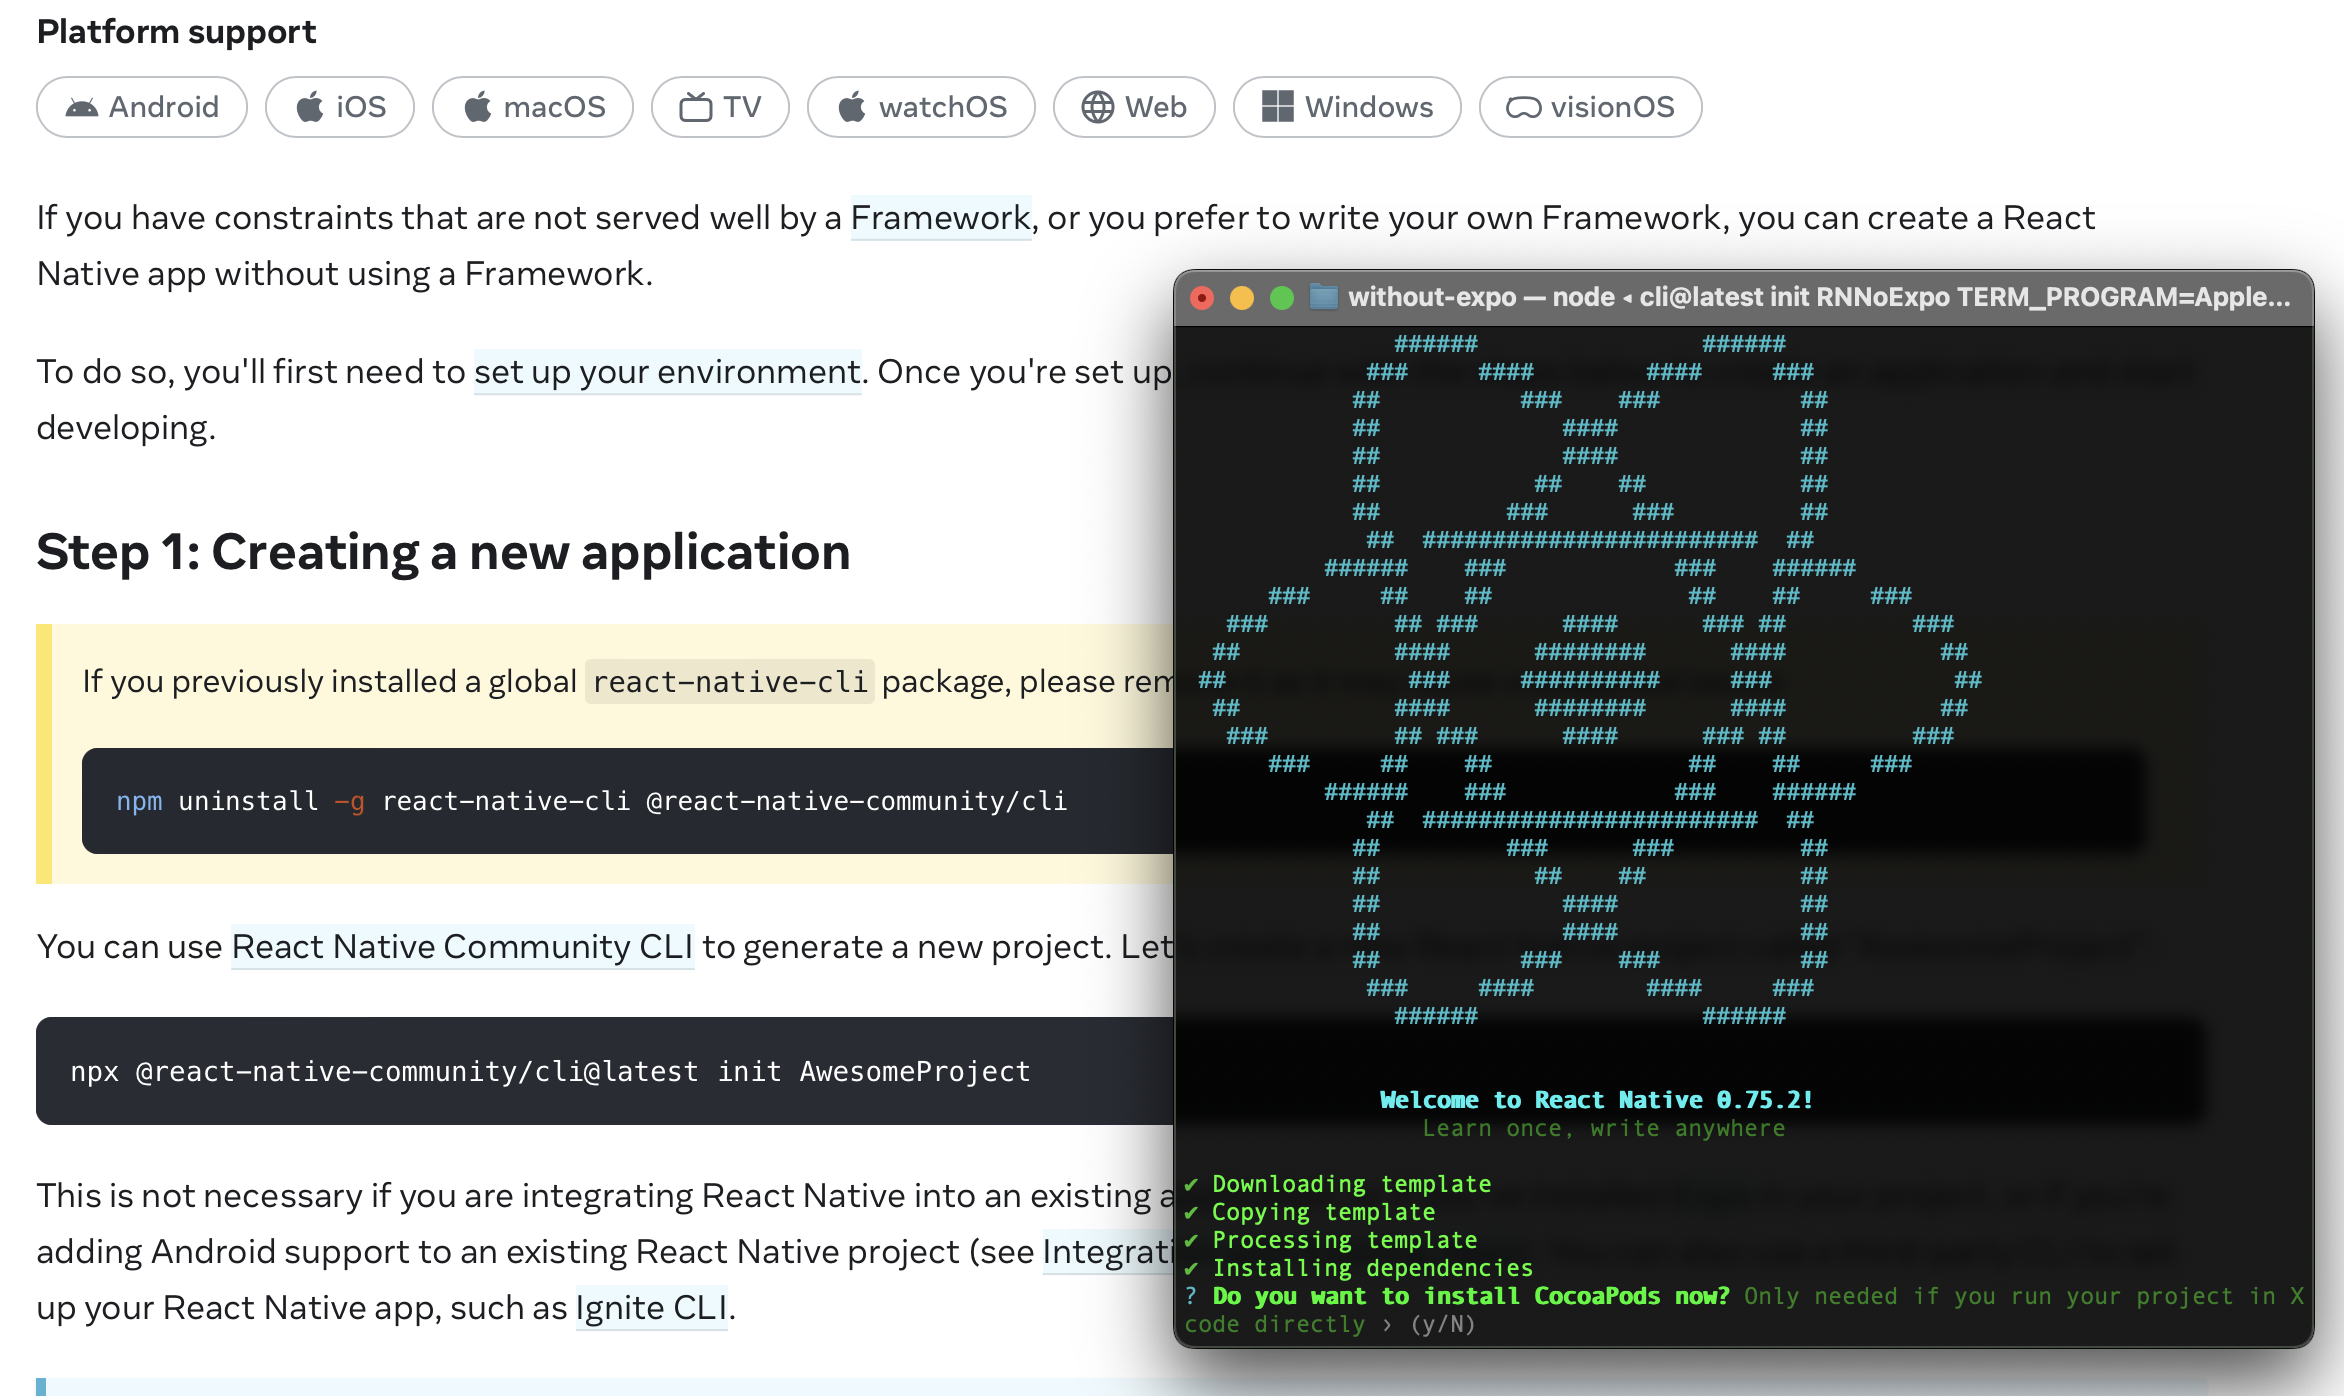 Platform support
Android iOS macOS TV watchOS Web Windows visionOS
If you have constraints that are not served well by a Framework, or you prefer to write your own Framework, you can create a React
Native app without using a Framework.
To do so, you'll first need to set up your environment. Once you're set up
developing.
Step 1: Creating a new application
If you previously installed a global react-native-cli package, please rem
npm uninstall -g react-native-cli @react-native-community/cli
You can use React Native Community CLI to generate a new project. Let
npx @react-native-community/cli@latest init AwesomeProject
This is not necessary if you are integrating React Native into an existing a
adding Android support to an existing React Native project (see Integrati
up your React Native app, such as Ignite CLI.
without-expo — node ◂ cli@latest init RNNoExpo TERM_PROGRAM=Apple...
Welcome to React Native 0.75.2!
Learn once, write anywhere
✔ Downloading template
✔ Copying template
✔ Processing template
✔ Installing dependencies
? Do you want to install CocoaPods now? Only needed if you run your project in X
code directly › (y/N)